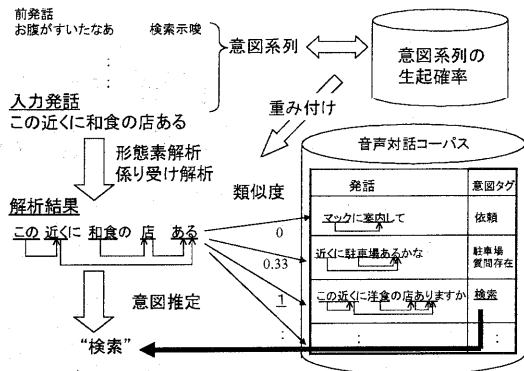 前発話
お腹がすいたなあ 検索示唆
意図系列
意図系列の
生起確率
入力発話
この近くに和食の店ある
重み付け
形態素解析
係り受け解析
音声対話コーパス
類似度
発話 意図タグ
解析結果
この 近くに 和食の 店 ある
マックに案内して 依頼
0
近くに駐車場あるかな 駐車場
質問存在
0.33
この近くに洋食の店ありますか 検索
1
意図推定
“検索”